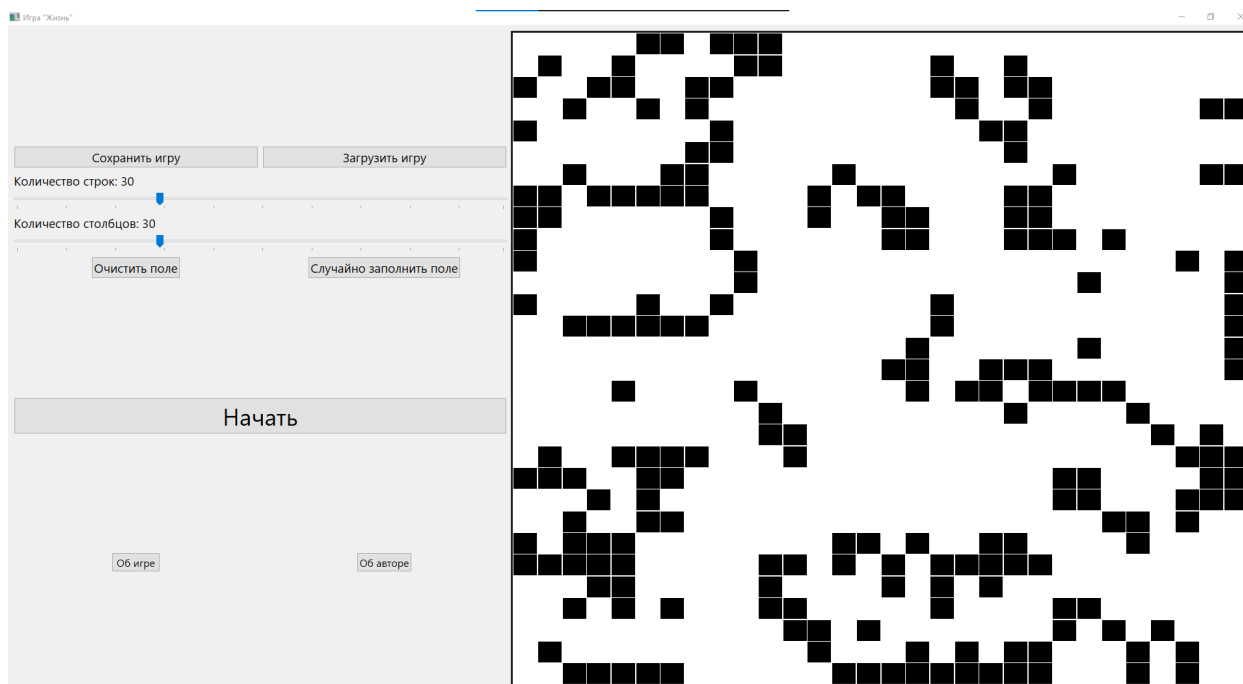 Игра "Жизнь"
Сохранить игру Загрузить игру
Количество строк: 30
Количество столбцов: 30
Очистить поле Случайно заполнить поле
Начать
Об игре Об авторе